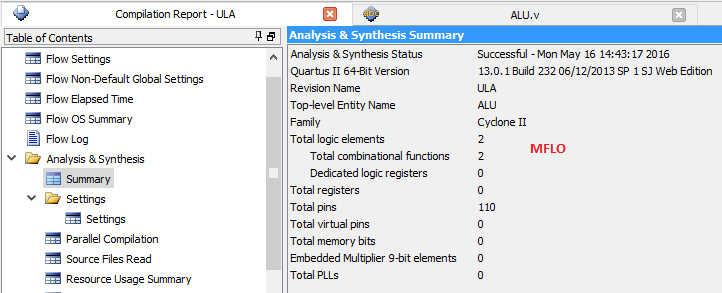 Compilation Report - ULA
ALU.v
Table of Contents
Flow Settings
Flow Non-Default Global Settings
Flow Elapsed Time
Flow OS Summary
Flow Log
Analysis & Synthesis
Summary
Settings
Settings
Parallel Compilation
Source Files Read
Resource Usage Summary
Analysis & Synthesis Summary
Analysis & Synthesis Status Successful - Mon May 16 14:43:17 2016
Quartus II 64-Bit Version 13.0.1 Build 232 06/12/2013 SP 1 SJ Web Edition
Revision Name ULA
Top-level Entity Name ALU
Family Cyclone II
Total logic elements 2
Total combinational functions 2
Dedicated logic registers 0
MFLO
Total registers 0
Total pins 110
Total virtual pins 0
Total memory bits 0
Embedded Multiplier 9-bit elements 0
Total PLLs 0